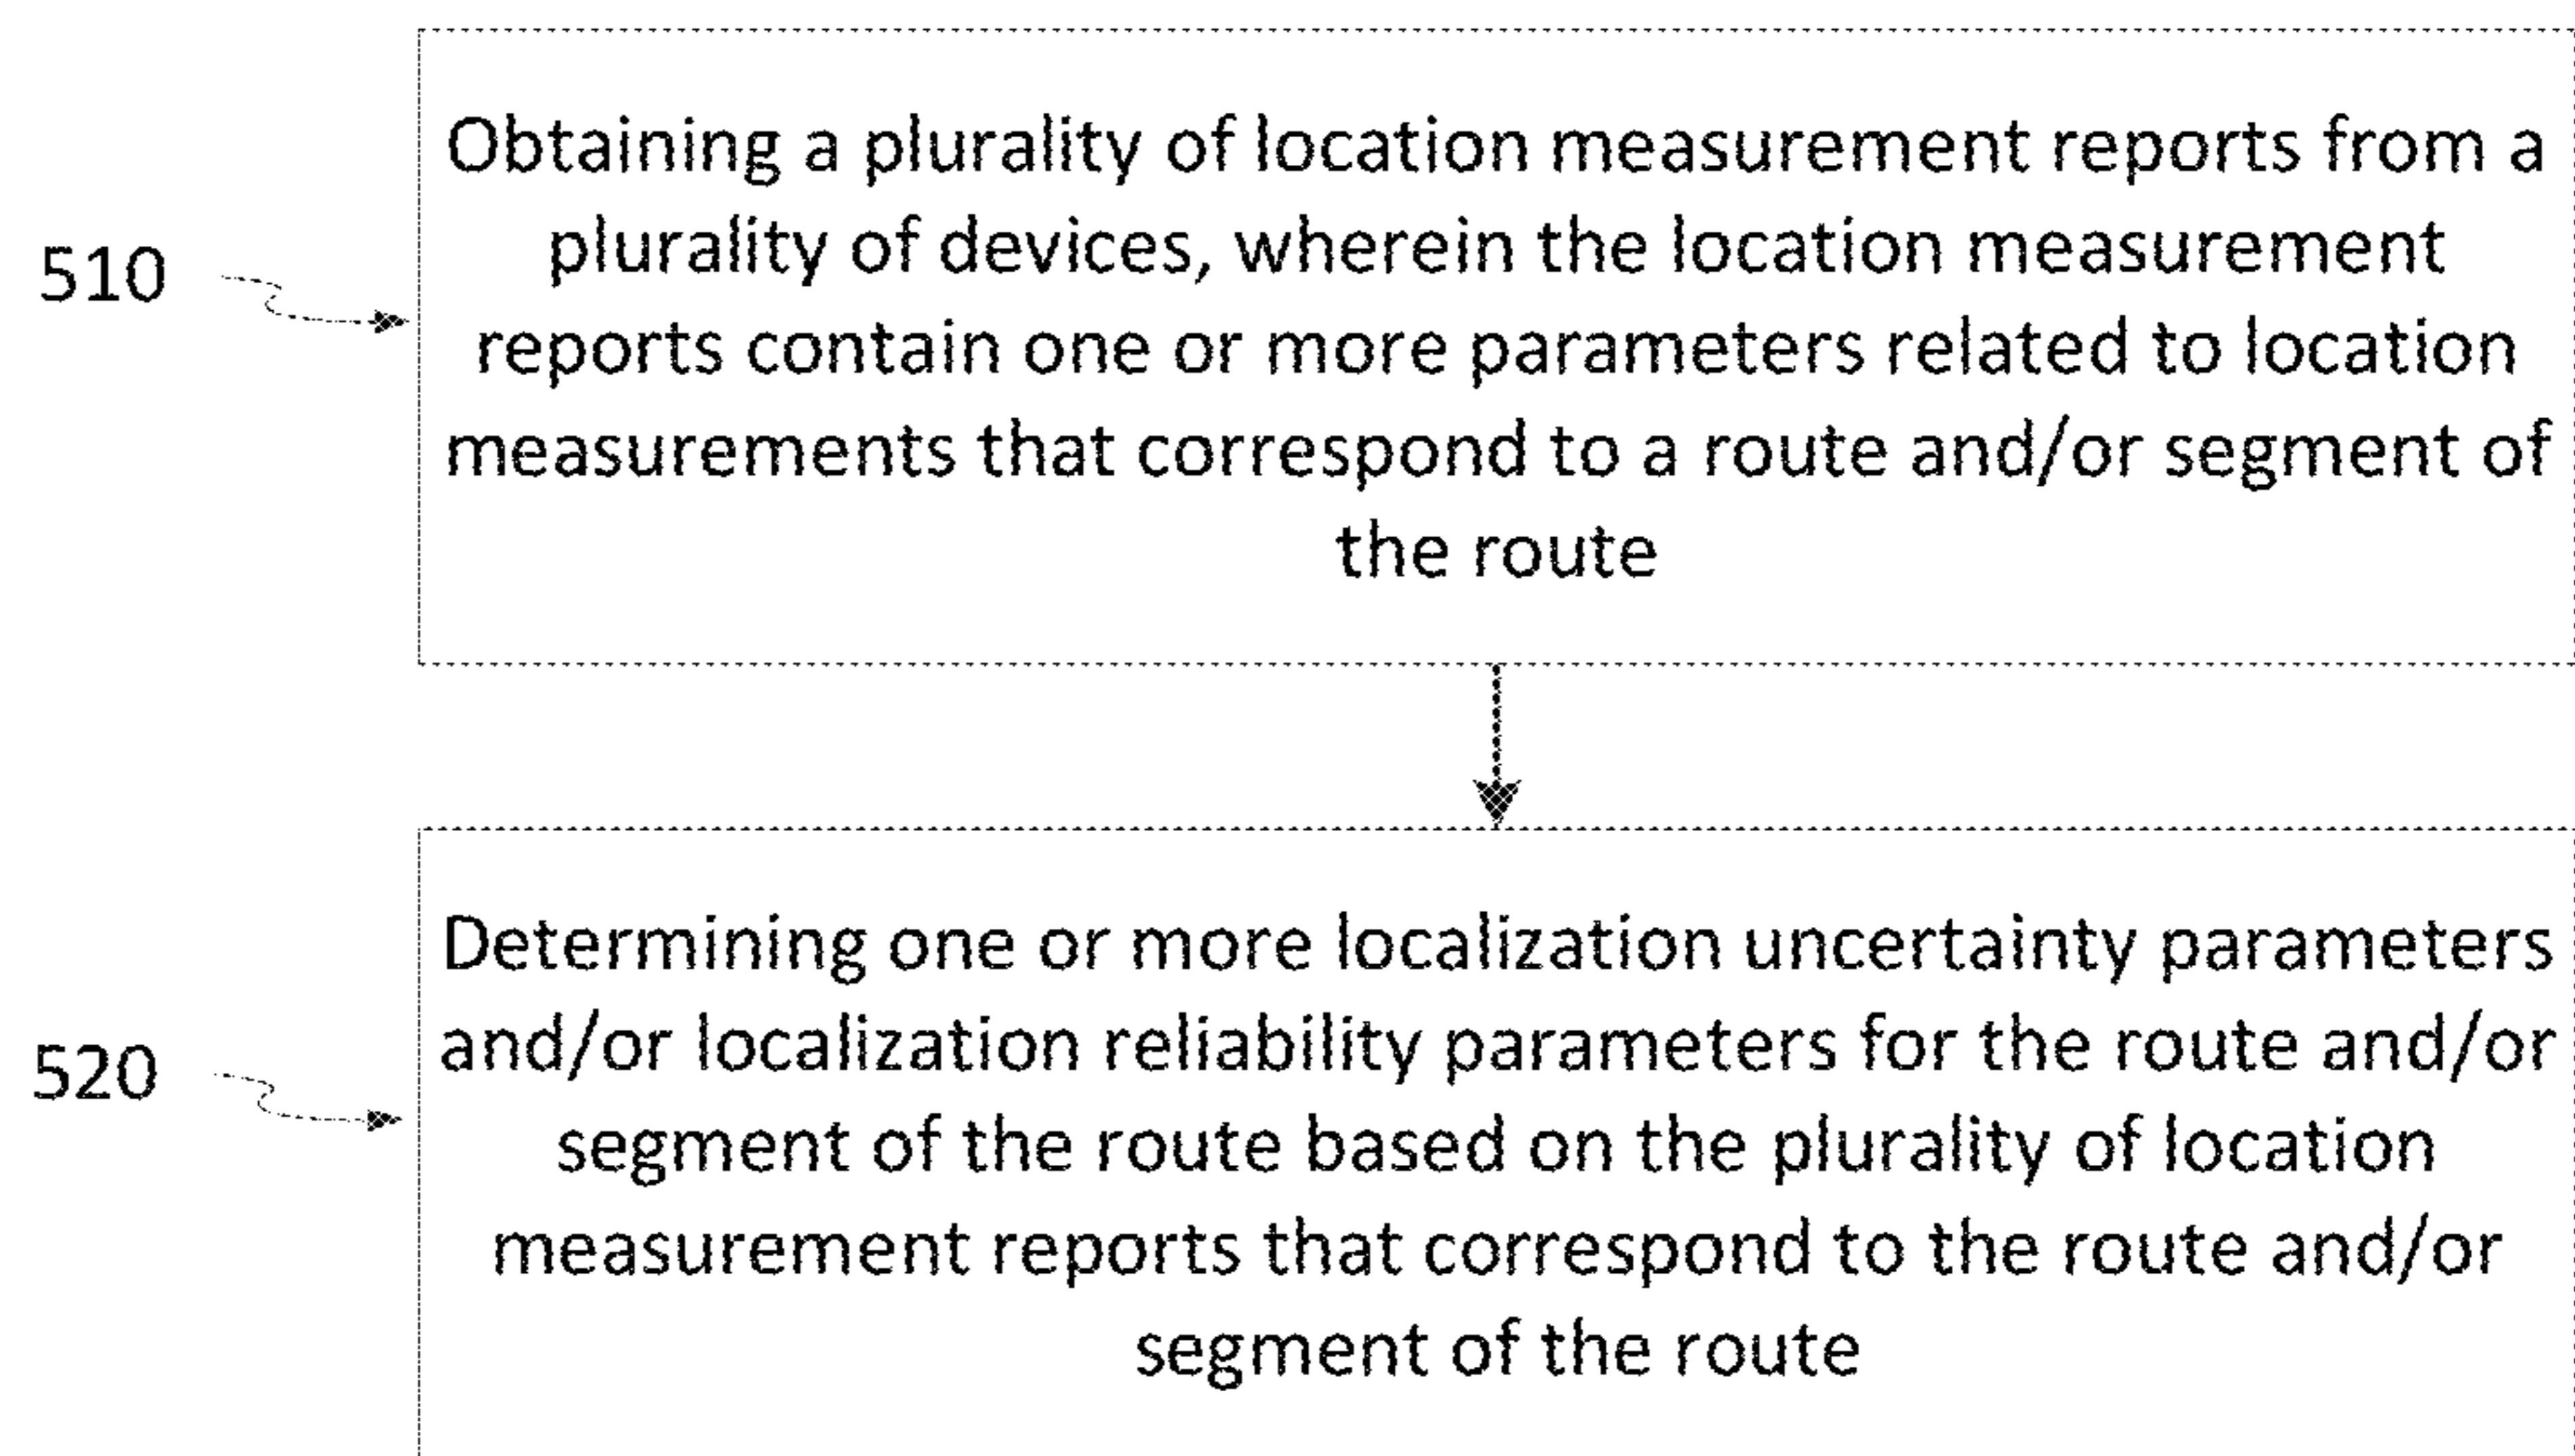 Obtaining a plurality of location measurement reports from a
plurality of devices, wherein the location measurement
510
reports contain one or more parameters related to location
measurements that correspond to a route and/or segment of
the route
Determining one or more localization uncertainty parameters
and/or localization reliability parameters for the route and/or
520
segment of the route based on the plurality of location
measurement reports that correspond to the route and/or
segment of the route